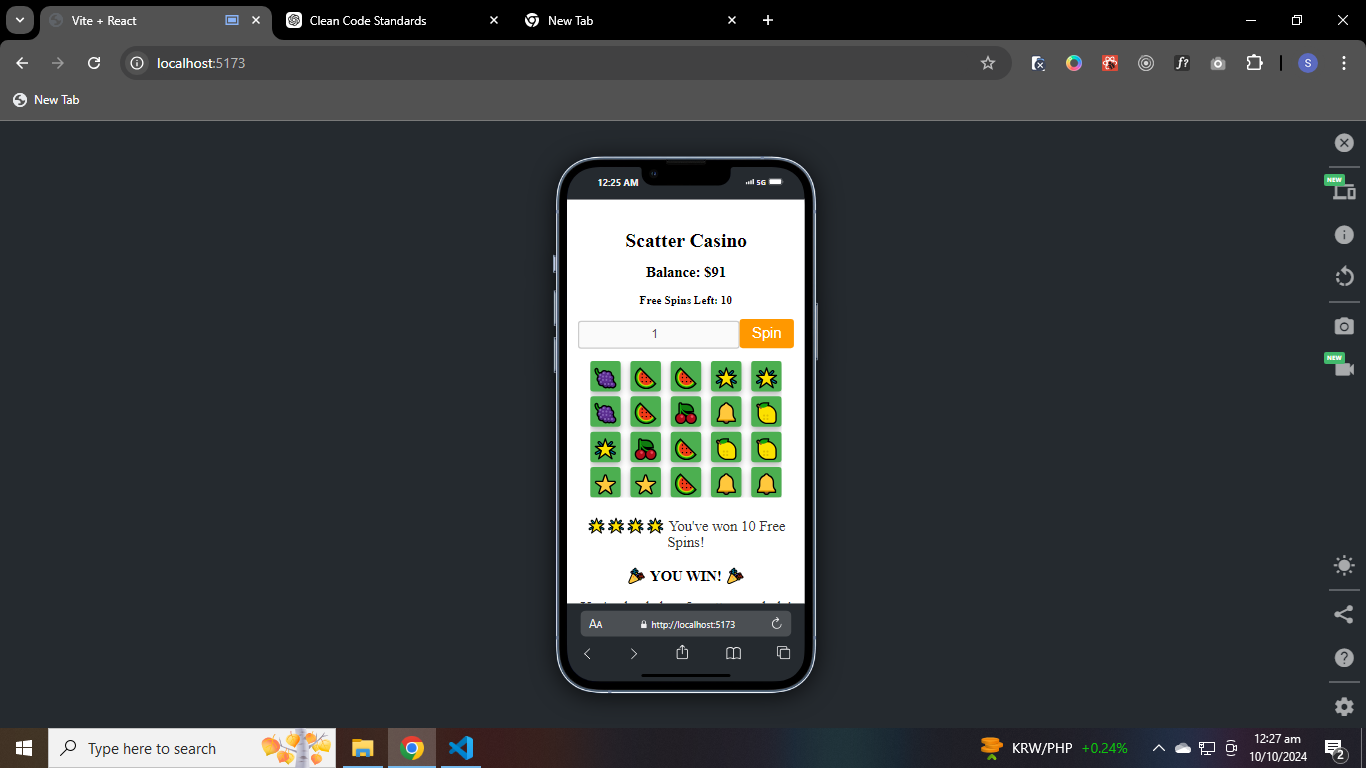 Vite + React
Clean Code Standards
New Tab
localhost:5173
S
f?
New Tab
12:25 AM
5G
Scatter Casino
Balance: $91
Free Spins Left: 10
1
Spin
You've won 10 Free
Spins!
YOU WIN!
AA
http://localhost:5173
NEW
NEW
Type here to search
KRW/PHP
+0.24%
12:27 am
10/10/2024
2